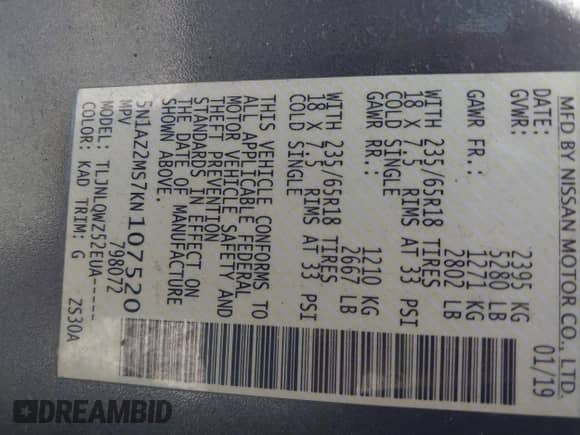 MFD BY NISSAN MOTOR CO., LTD.
DATE: 01/19
GVWR: 2395 KG
5280 LB
GAWR FR: 1271 KG
2802 LB
WITH 235/65R18 TIRES
18 X 7.5 RIMS AT 33 PSI
COLD SINGLE
GAWR RR: 1210 KG
2667 LB
WITH 235/65R18 TIRES
18 X 7.5 RIMS AT 33 PSI
COLD SINGLE
THIS VEHICLE CONFORMS TO
ALL APPLICABLE FEDERAL
MOTOR VEHICLE SAFETY AND
THEFT PREVENTION
STANDARDS IN EFFECT ON
THE DATE OF MANUFACTURE
SHOWN ABOVE.
5N1AZ2MS7KN107520
MPV 798072
MODEL: TLJNLQWZ52EUA-----
COLOR: KAD TRIM: G ZS30A
DREAMBID